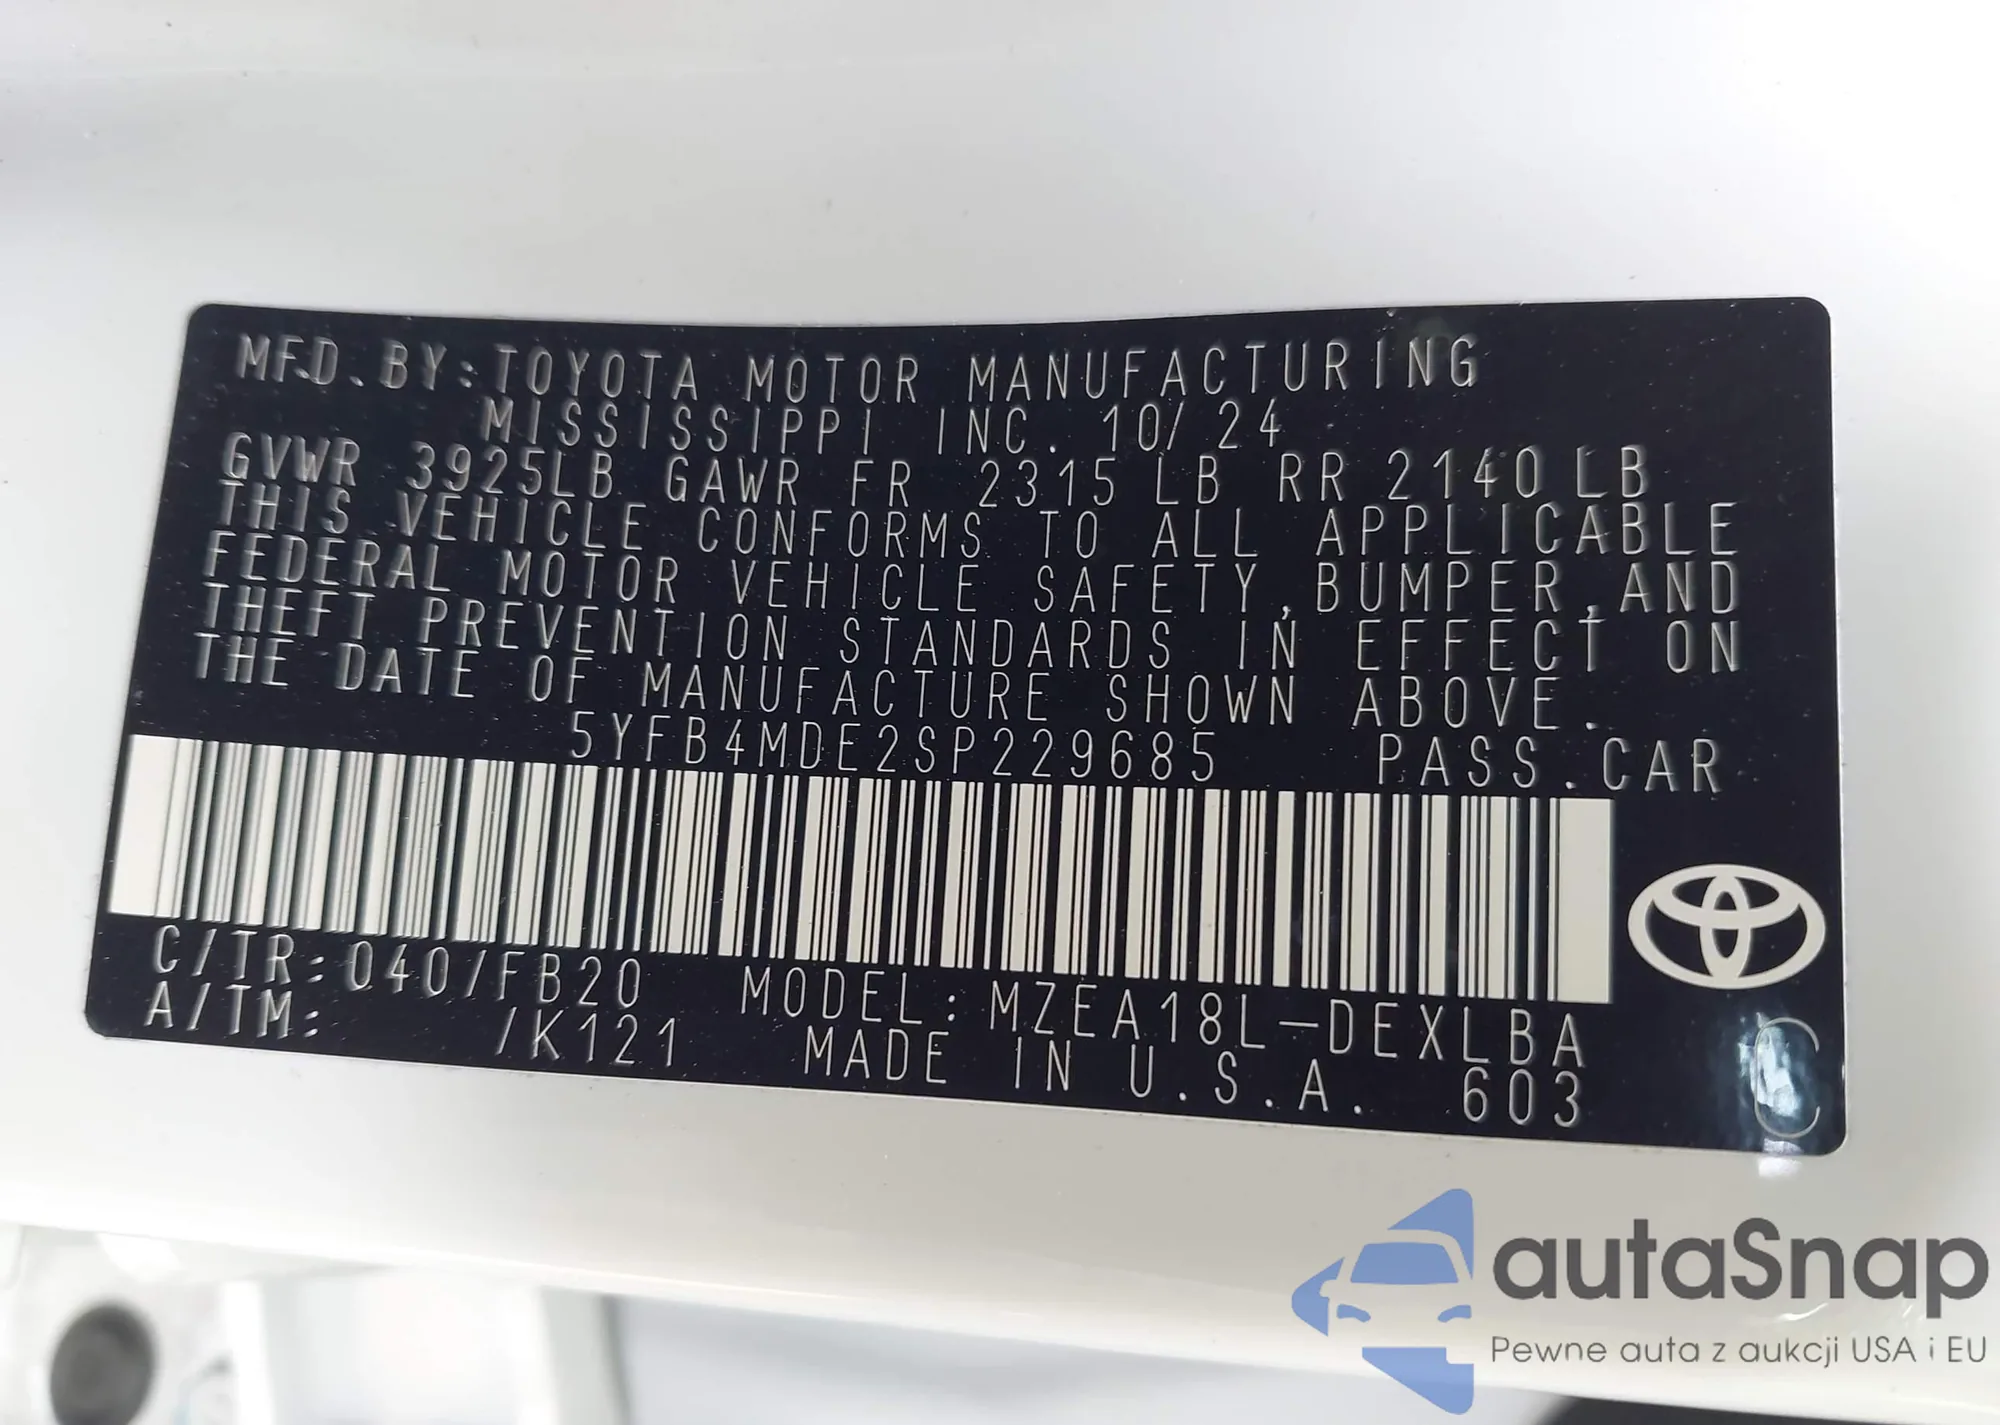 MFD.BY:TOYOTA MOTOR MANUFACTURING
MISSISSIPPI INC. 10/24
GVWR 3925LB GAWR FR 2315 LB RR 2140 LB
THIS VEHICLE CONFORMS TO ALL APPLICABLE
FEDERAL MOTOR VEHICLE SAFETY,BUMPER,AND
THEFT PREVENTION STANDARDS IN EFFECT ON
THE DATE OF MANUFACTURE SHOWN ABOVE.
5YFB4MDE2SP229685 PASS.CAR
C/TR:040/FB20 MODEL:MZEA18L-DEXLBA
A/TM: /K121 MADE IN U.S.A. 603
C
autaSnap
Pewne auta z aukcji USA i EU